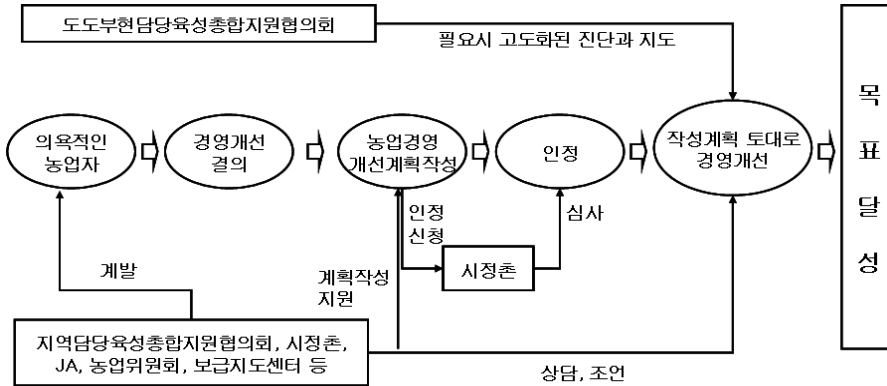 도도부현담당육성총합지원협의회
필요시 고도화된 진단과 지도
의욕적인
농업자
경영개선
결의
농업경영
개선계획작성
인정
작성계획 토대로
경영개선
목
표
달
성
인정
신청
심사
시정촌
계발
계획작성
지원
지역담당육성총합지원협의회, 시정촌,
JA, 농업위원회, 보급지도센터 등
상담, 조언